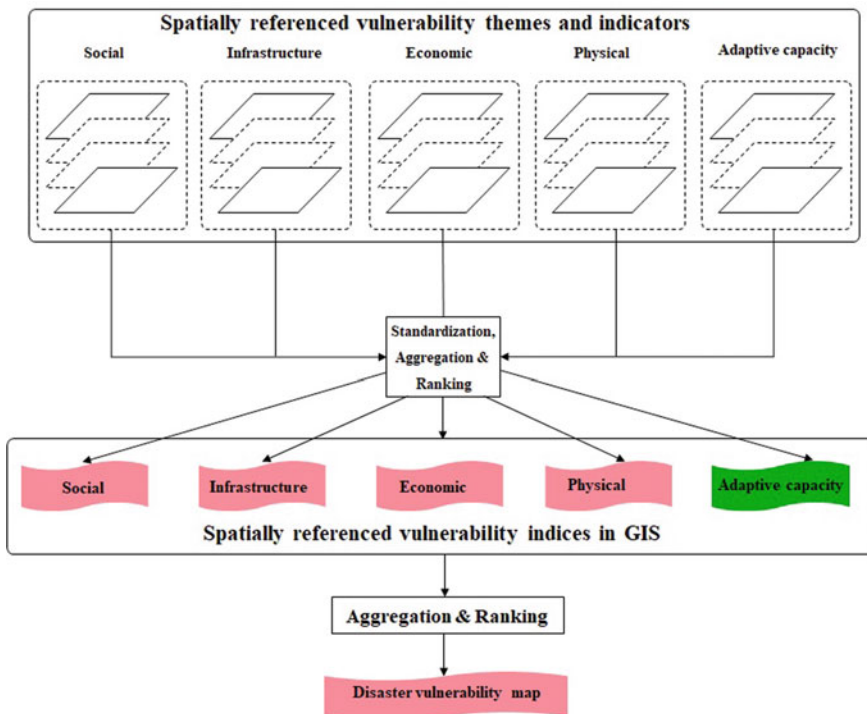 Spatially referenced vulnerability themes and indicators
Social
Infrastructure
Economic
Physical
Adaptive capacity
Standardization,
Aggregation &
Ranking
Social
Infrastructure
Economic
Physical
Adaptive capacity
Spatially referenced vulnerability indices in GIS
Aggregation & Ranking
Disaster vulnerability map